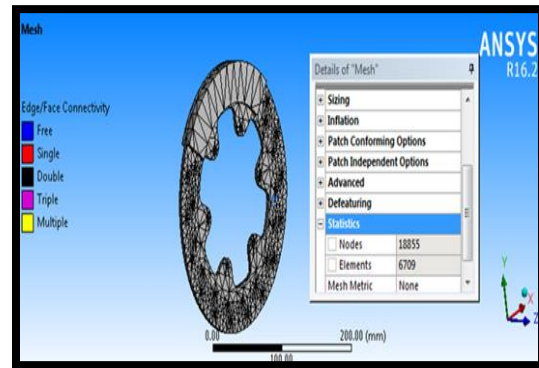 Mesh
ANSYS
R16.2
Edge/Face Connectivity
Free
Single
Double
Triple
Multiple
Details of "Mesh"
Sizing
Inflation
Patch Conforming Options
Patch Independent Options
Advanced
Defeaturing
Statistics
Nodes 18855
Elements 6709
Mesh Metric None
Y
X
Z
0.00 200.00 (mm)
100.00